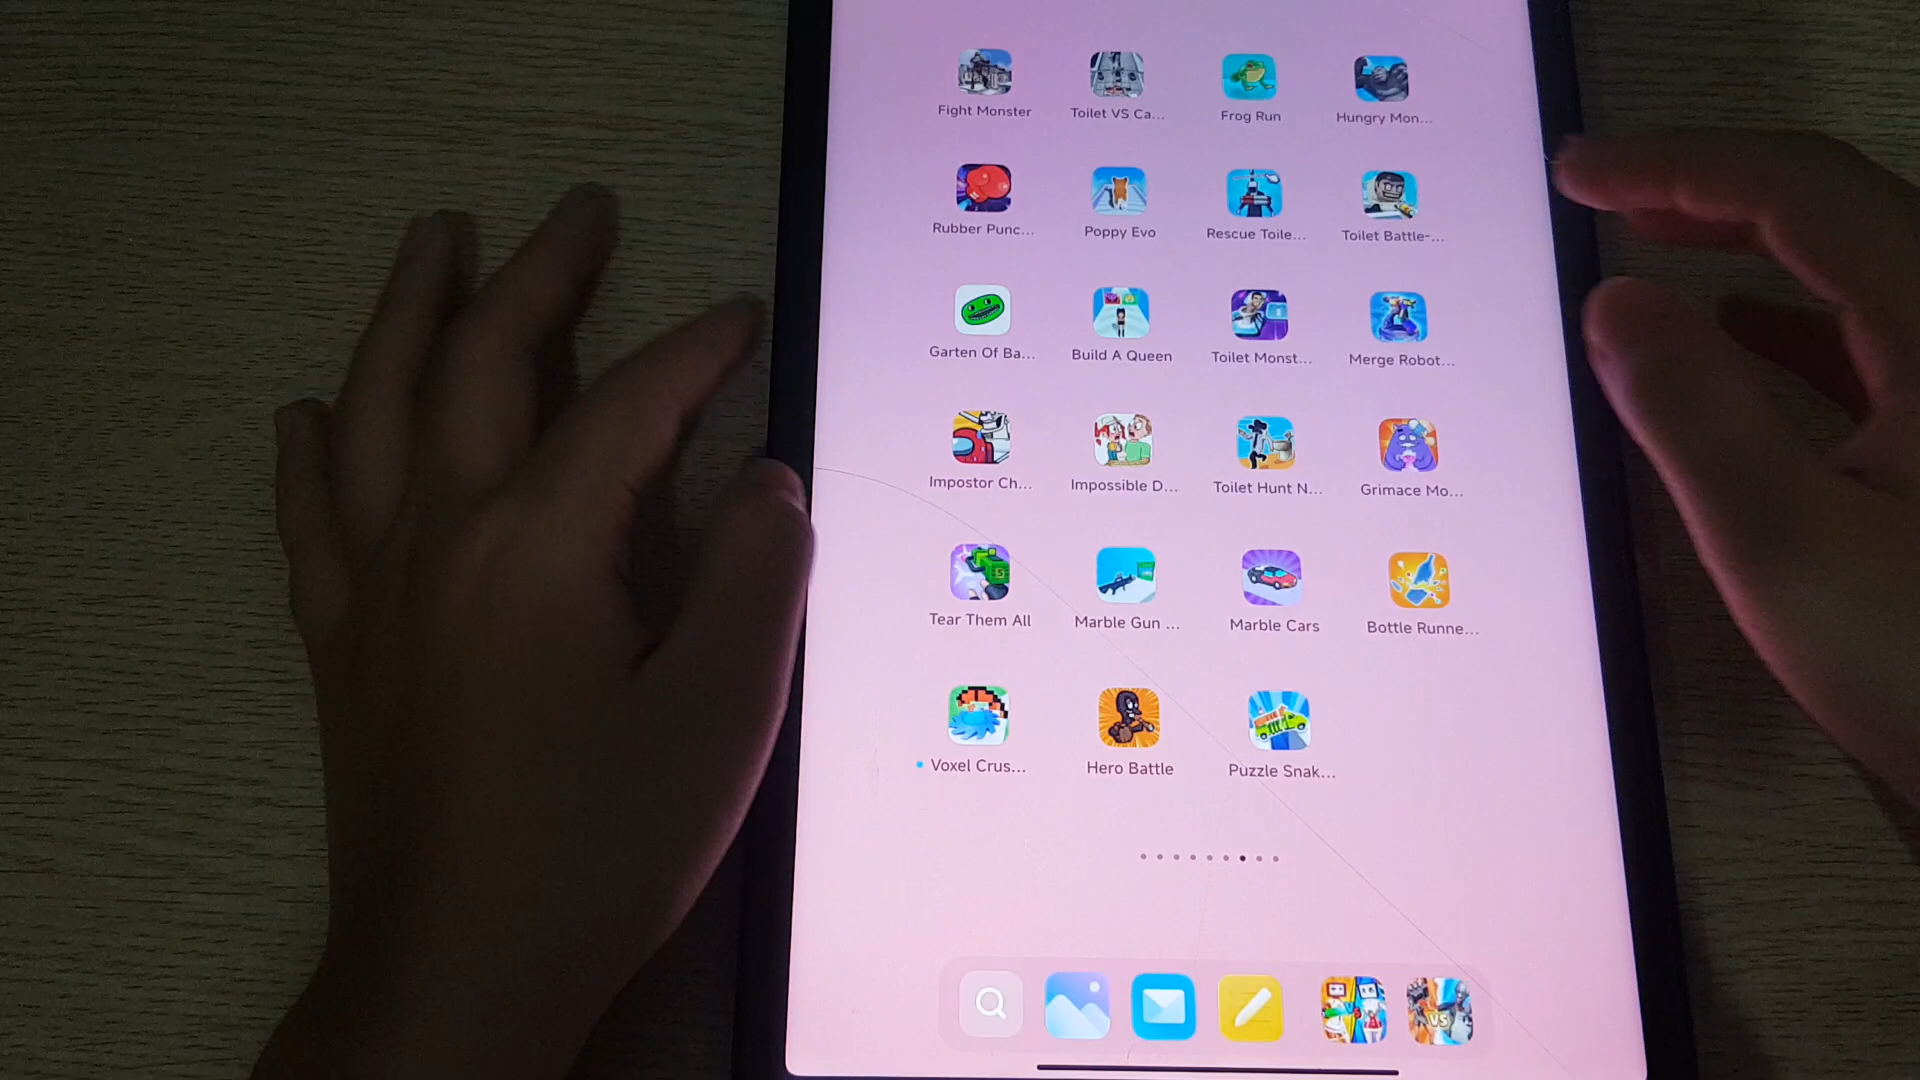 Fight Monster
Toilet VS Ca...
Frog Run
Hungry Mon...
Rubber Punc...
Poppy Evo
Rescue Toile...
Toilet Battle-...
Garten Of Ba...
Build A Queen
Toilet Monst...
Merge Robot...
Impostor Ch...
Impossible D...
Toilet Hunt N...
Grimace Mo...
Tear Them All
Marble Gun ...
Marble Cars
Bottle Runne...
Voxel Crus...
Hero Battle
Puzzle Snak...
VS